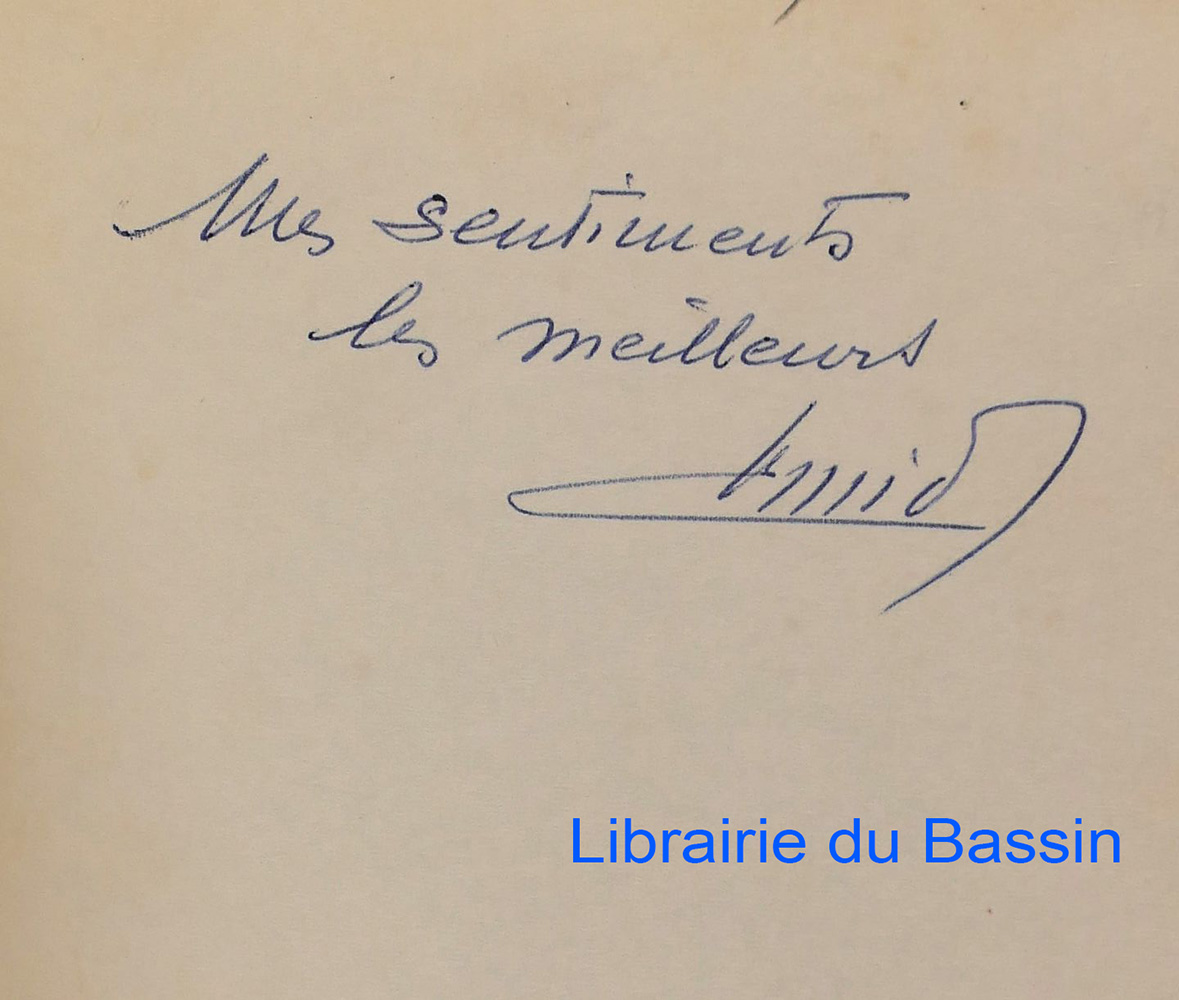 Mes sentiments
les meilleurs
Librairie du Bassin